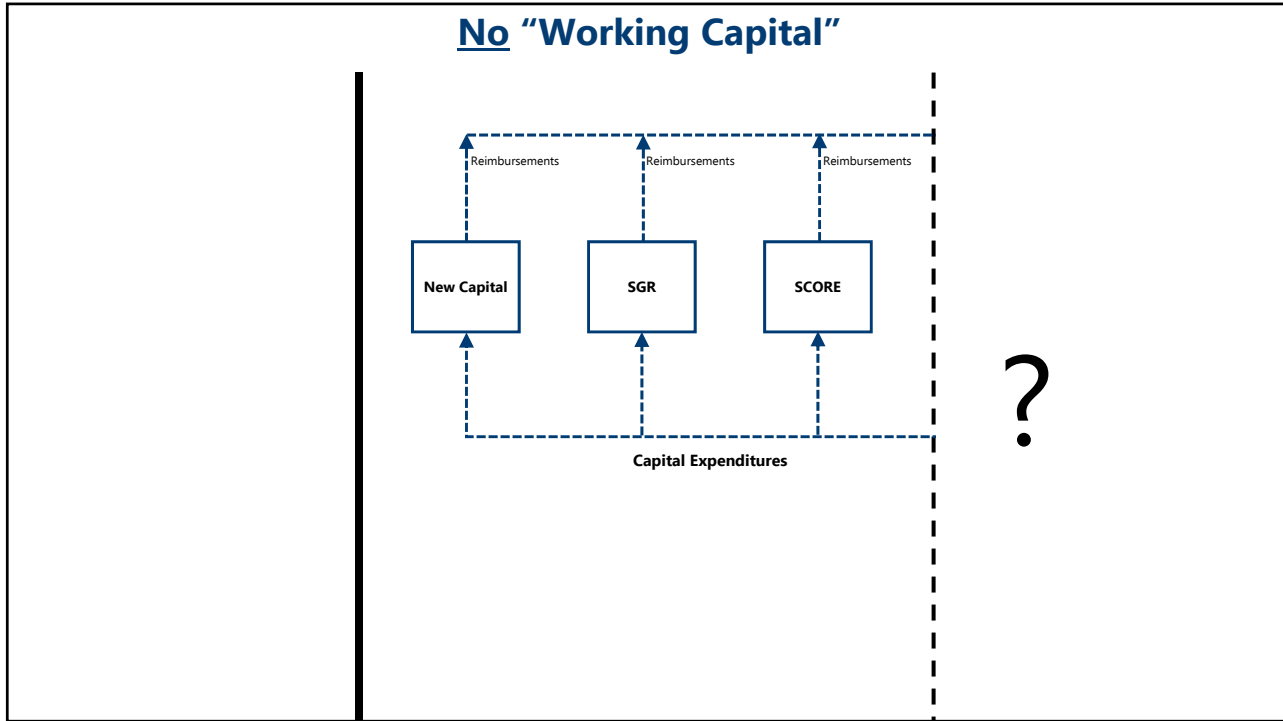 No “Working Capital”
Reimbursements
Reimbursements
Reimbursements
New Capital
SGR
SCORE
?
Capital Expenditures